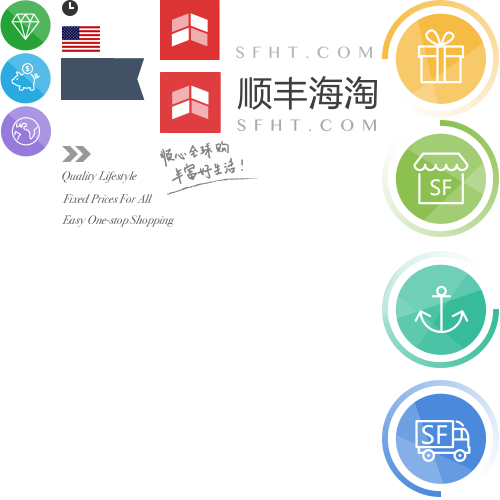 SFHT.COM
顺丰海淘
SFHT.COM
顺心全球购
丰富好生活!
Quality Lifestyle
Fixed Prices For All
Easy One-stop Shopping
$
SF
SF